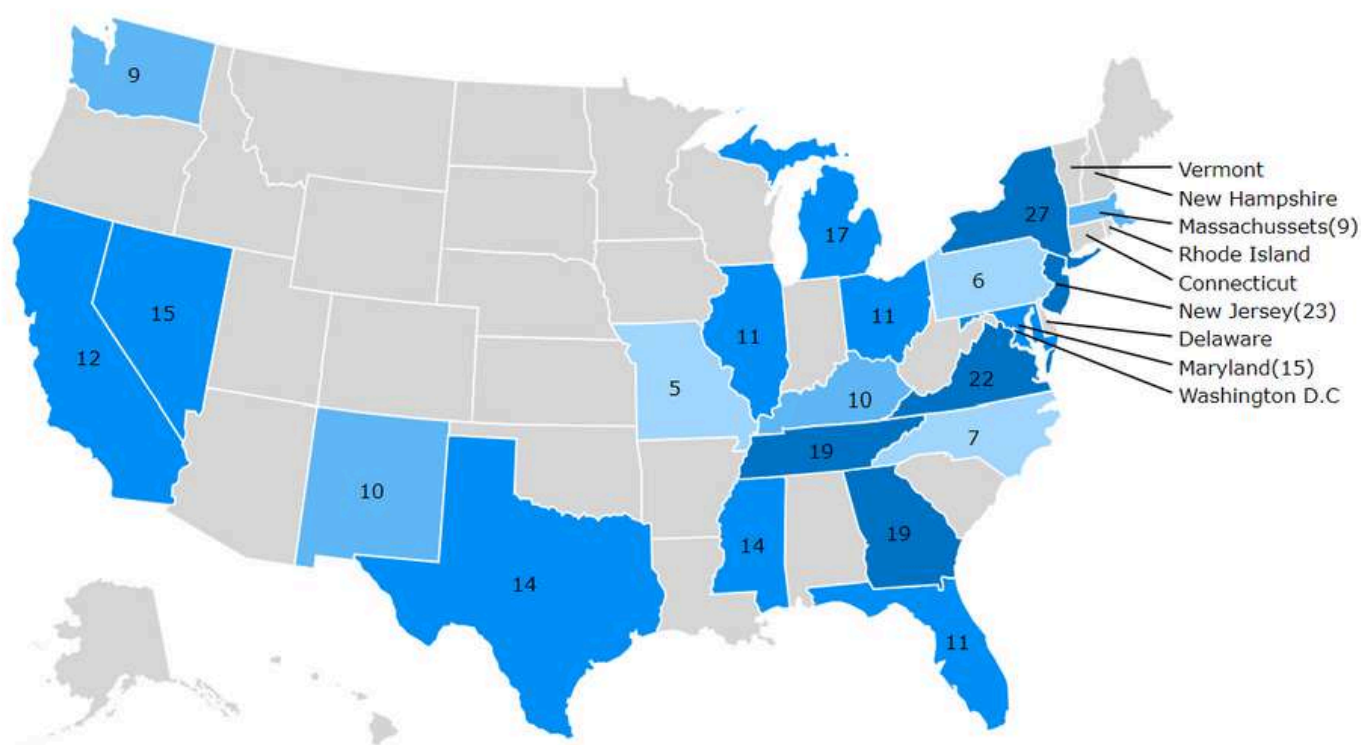 9
Vermont
New Hampshire
27
Massachussets(9)
17
Rhode Island
6
Connecticut
15
New Jersey(23)
11
11
Delaware
12
Maryland(15)
22
5
10
Washington D.C
7
19
10
19
14
14
11